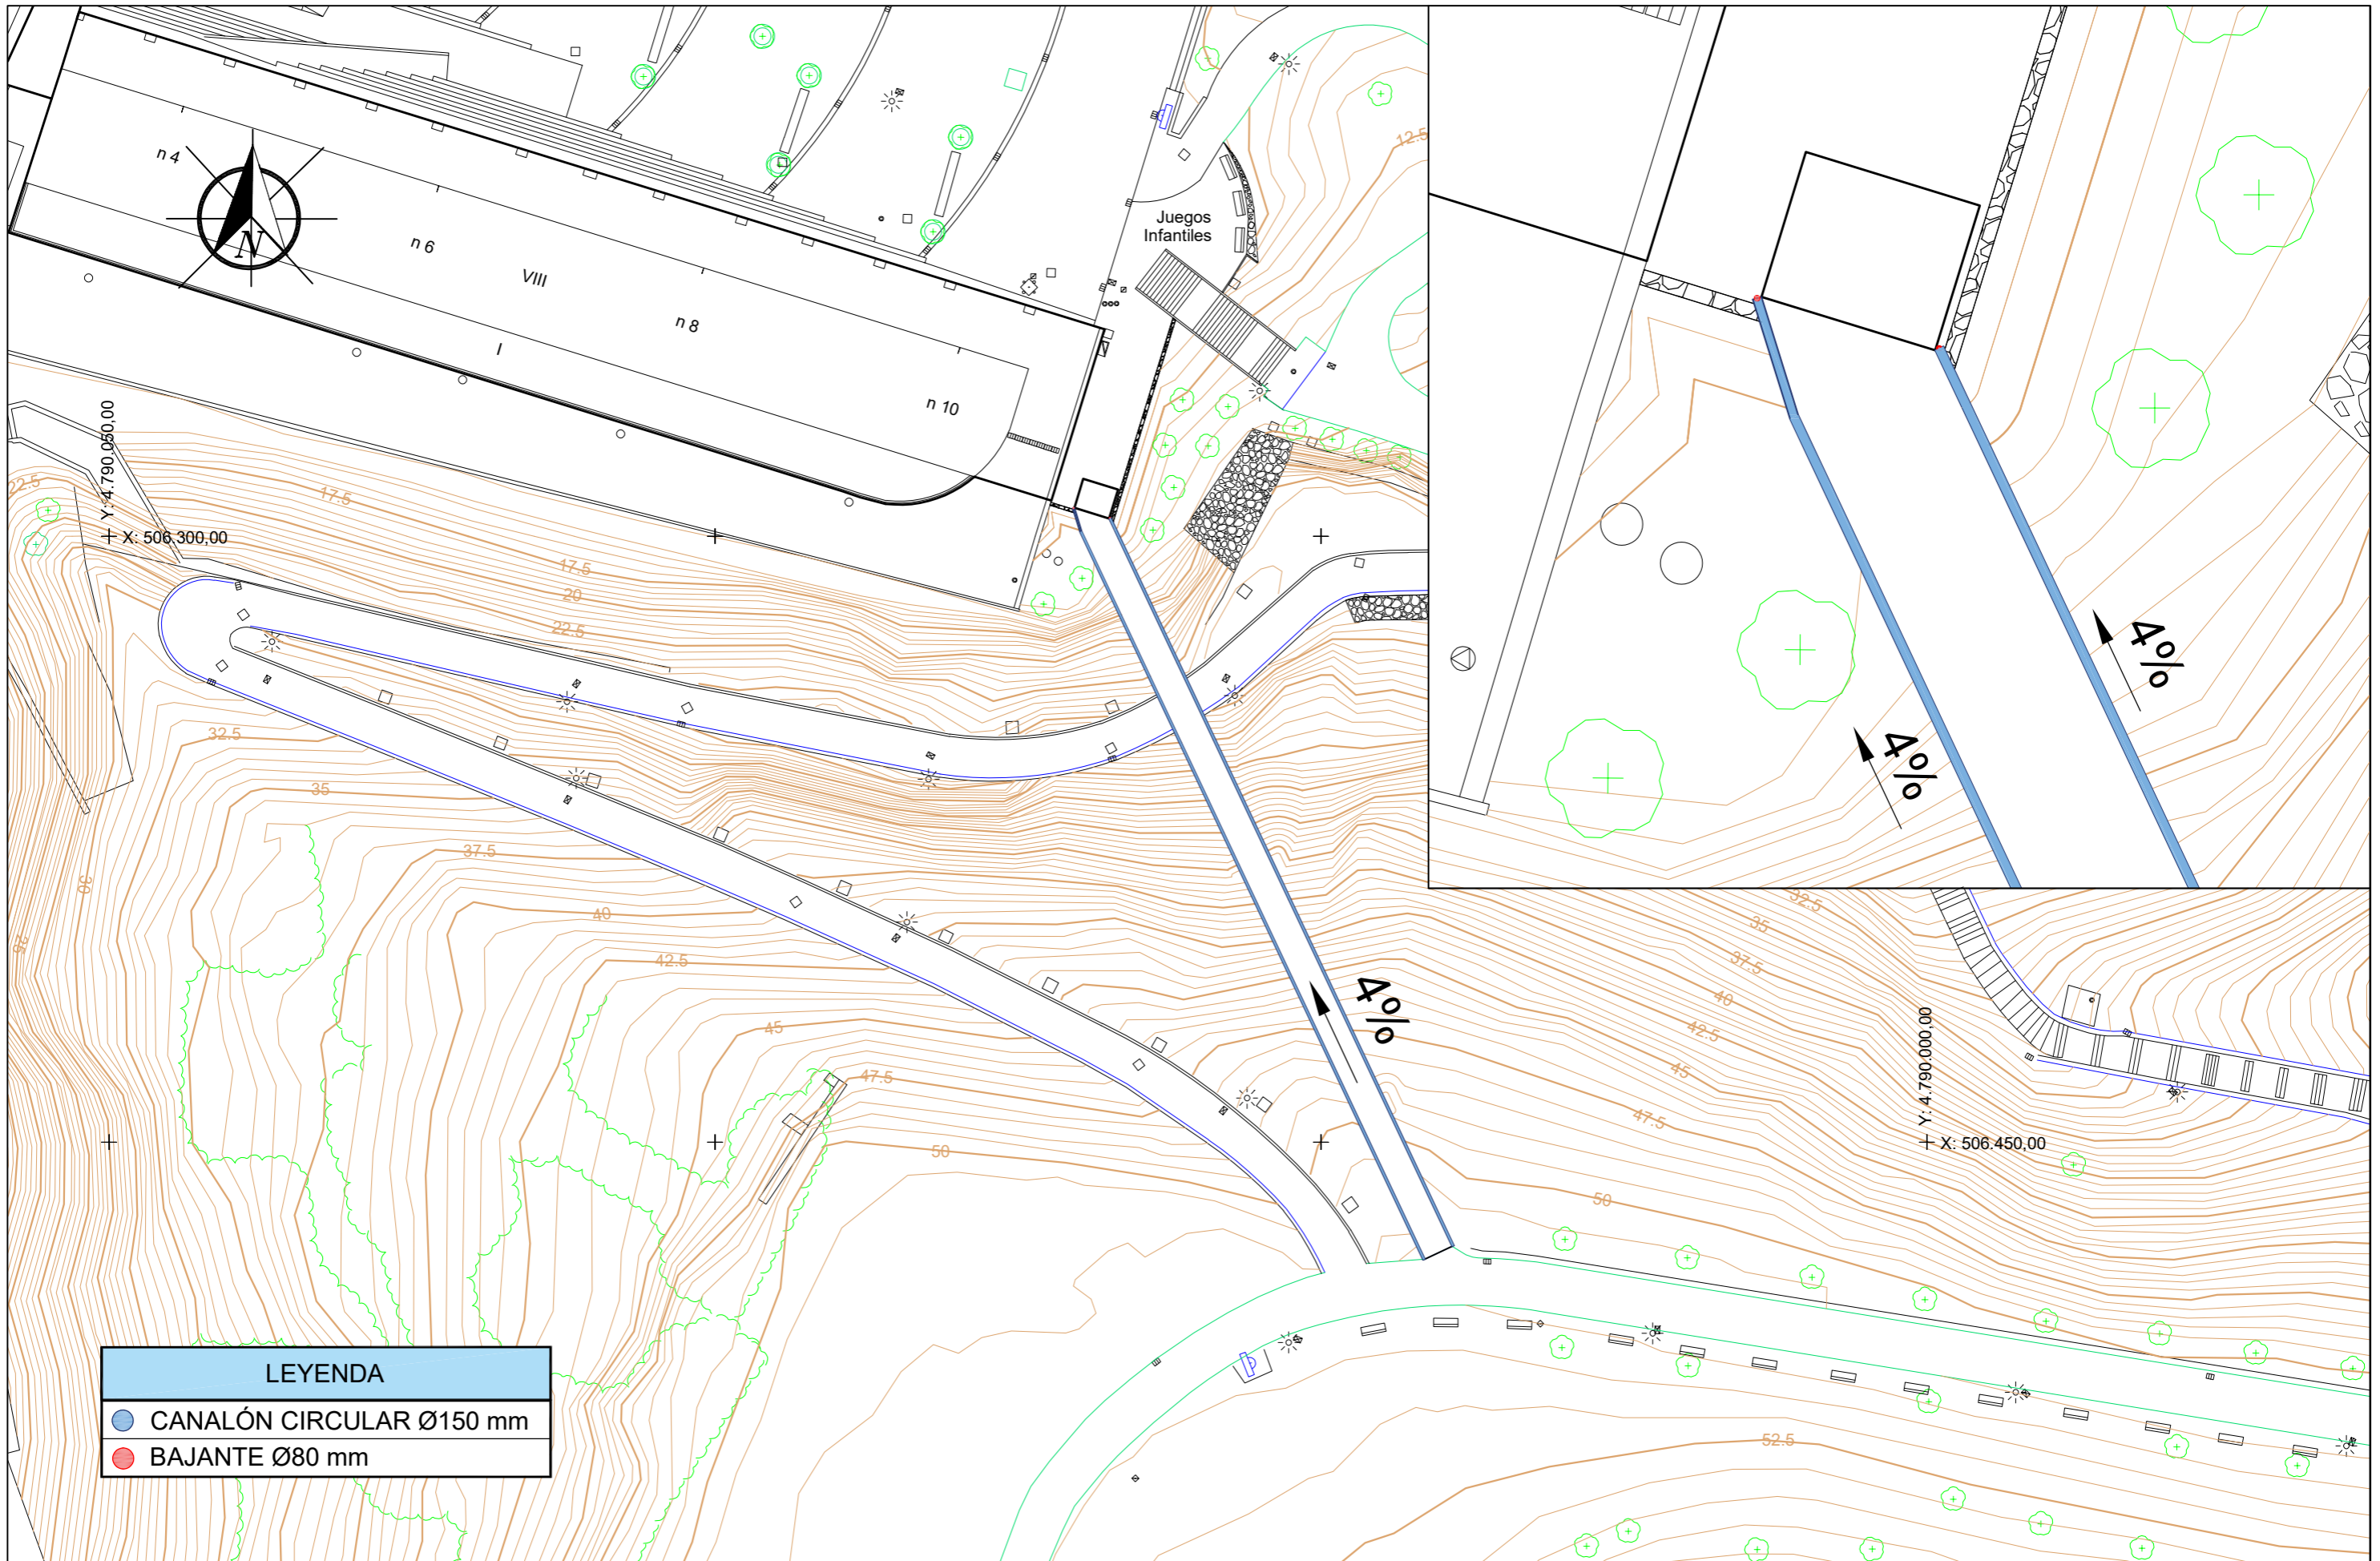 12.5
n 4
Juegos
Infantiles
n 6
VIII
N
n 8
I
n 10
Y: 4.790.050,00
X: 506.300,00
22.5
17.5
17.5
20
22.5
4%
4%
32.5
35
37.5
30
25
40
42.5
45
47.5
50
4%
32.5
35
37.5
40
42.5
45
47.5
50
Y: 4.790.000,00
X: 506.450,00
52.5
LEYENDA
CANALÓN CIRCULAR Ø150 mm
BAJANTE Ø80 mm